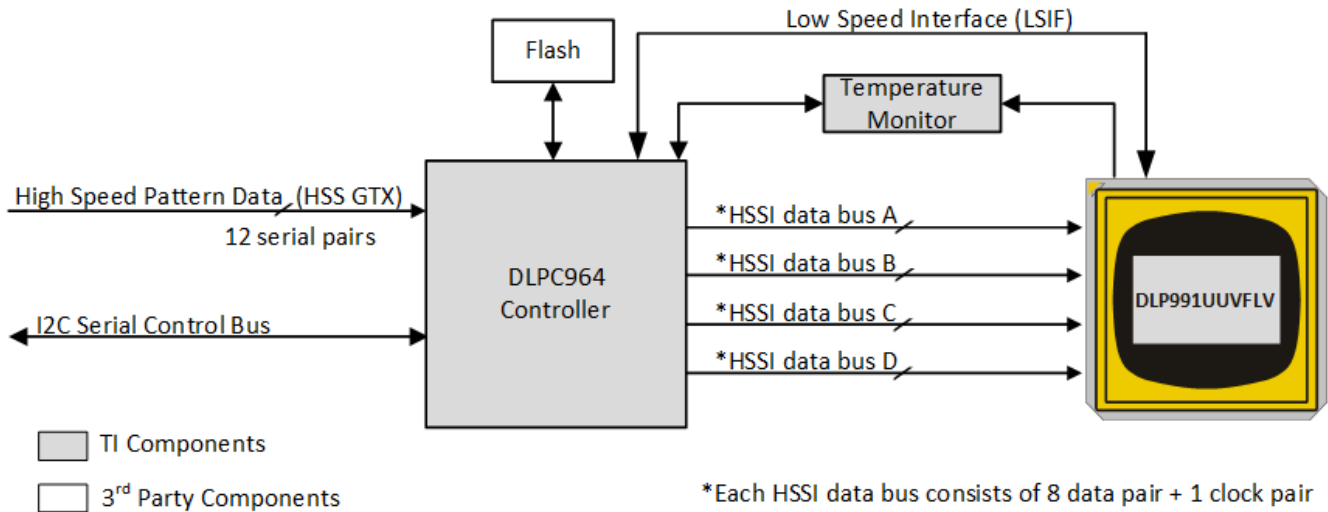 Low Speed Interface (LSIF)
Flash
Temperature
Monitor
High Speed Pattern Data (HSS GTX)
12 serial pairs
*HSSI data bus A
*HSSI data bus B
DLPC964
Controller
DLP991UUVFLV
I2C Serial Control Bus
*HSSI data bus C
*HSSI data bus D
TI Components
3rd Party Components
*Each HSSI data bus consists of 8 data pair + 1 clock pair